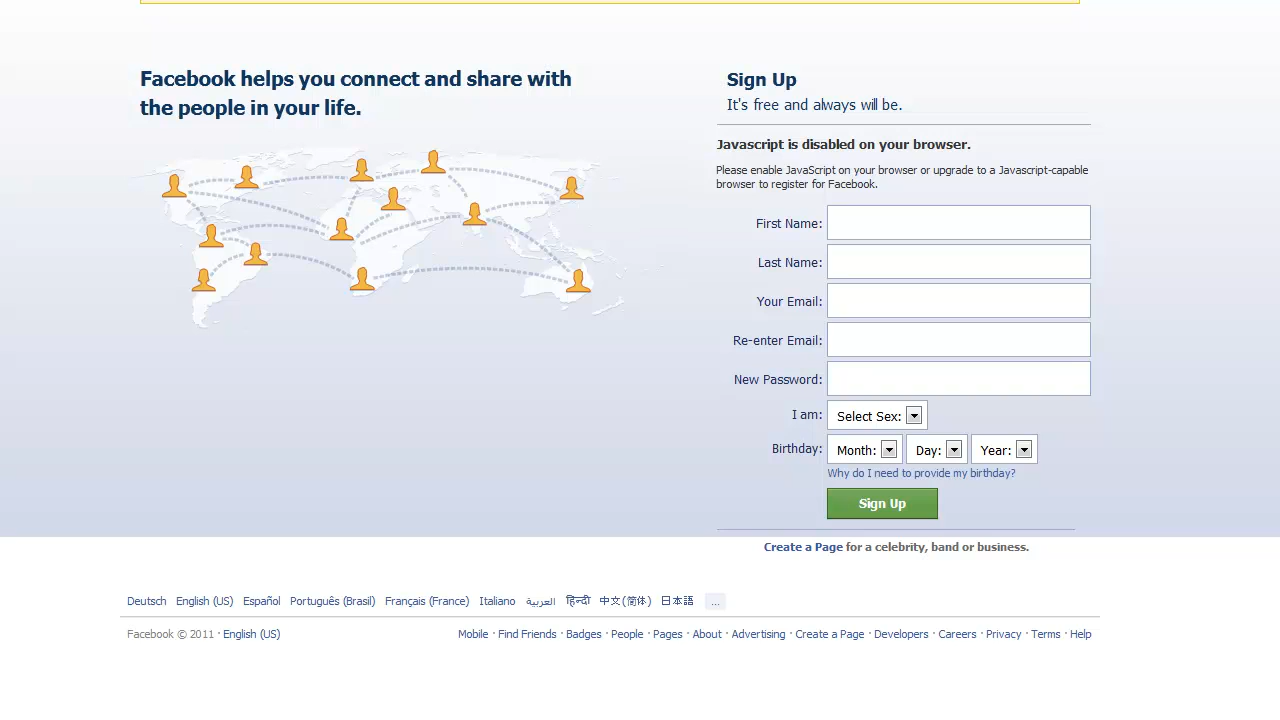 Facebook helps you connect and share with
the people in your life.
Sign Up
It's free and always will be.
Javascript is disabled on your browser.
Please enable JavaScript on your browser or upgrade to a Javascript-capable
browser to register for Facebook.
First Name:
Last Name:
Your Email:
Re-enter Email:
New Password:
I am: Select Sex:
Birthday: Month: Day: Year:
Why do I need to provide my birthday?
Sign Up
Create a Page for a celebrity, band or business.
Deutsch English (US) Español Português (Brasil) Français (France) Italiano العربية हिन्दी 中文(简体) 日本語 ...
Facebook © 2011 · English (US)
Mobile · Find Friends · Badges · People · Pages · About · Advertising · Create a Page · Developers · Careers · Privacy · Terms · Help